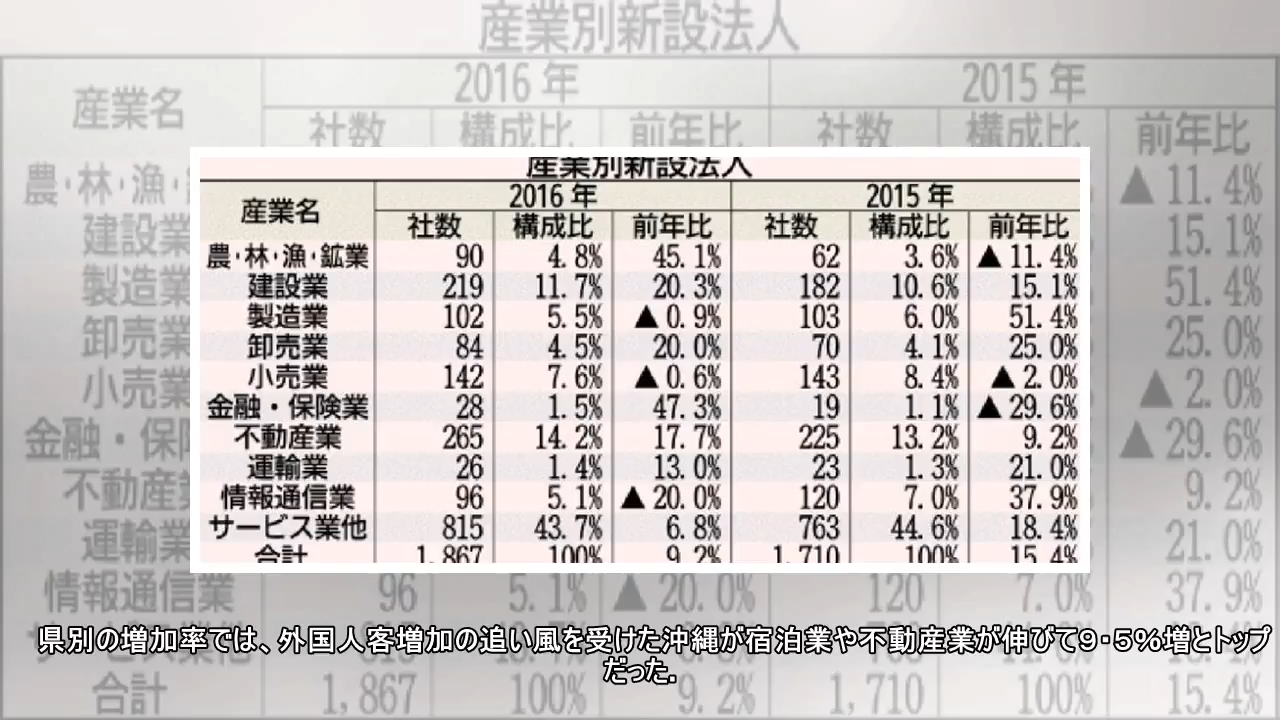 産業別新設法人
産業名 2016年 2015年
社数 構成比 前年比 社数 構成比 前年比
農・林・漁・鉱業 90 4.8% 45.1% 62 3.6% ▲11.4%
建設業 219 11.7% 20.3% 182 10.6% 15.1%
製造業 102 5.5% ▲0.9% 103 6.0% 51.4%
卸売業 84 4.5% 20.0% 70 4.1% 25.0%
小売業 142 7.6% ▲0.6% 143 8.4% ▲2.0%
金融・保険業 28 1.5% 47.3% 19 1.1% ▲29.6%
不動産業 265 14.2% 17.7% 225 13.2% 9.2%
運輸業 26 1.4% 13.0% 23 1.3% 21.0%
情報通信業 96 5.1% ▲20.0% 120 7.0% 37.9%
サービス業他 815 43.7% 6.8% 763 44.6% 18.4%
合計 1,867 100% 9.2% 1,710 100% 15.4%
県別の増加率では、外国人客増加の追い風を受けた沖縄が宿泊業や不動産業が伸びて９・５％増とトップ
だった．